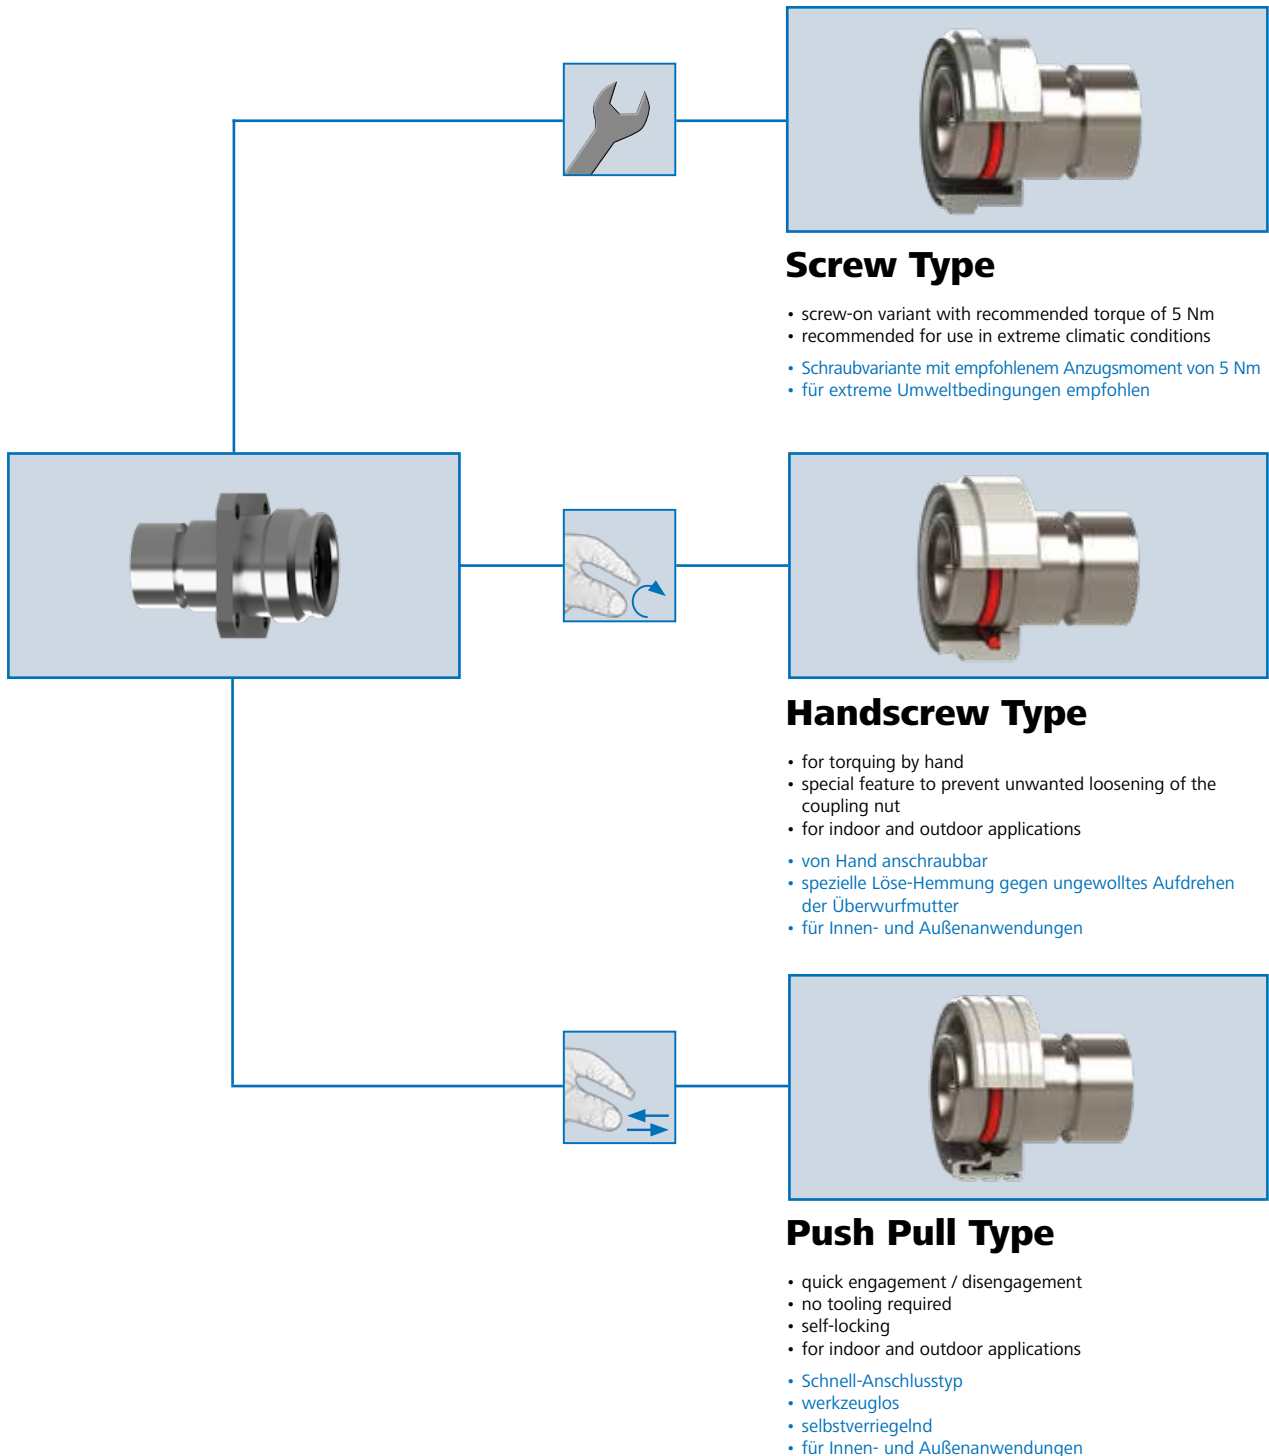 Screw Type
• screw-on variant with recommended torque of 5 Nm
• recommended for use in extreme climatic conditions
• Schraubvariante mit empfohlenem Anzugsmoment von 5 Nm
• für extreme Umweltbedingungen empfohlen
Handscrew Type
• for torquing by hand
• special feature to prevent unwanted loosening of the
coupling nut
• for indoor and outdoor applications
• von Hand anschraubbar
• spezielle Löse-Hemmung gegen ungewolltes Aufdrehen
der Überwurfmutter
• für Innen- und Außenanwendungen
Push Pull Type
• quick engagement / disengagement
• no tooling required
• self-locking
• for indoor and outdoor applications
• Schnell-Anschlusstyp
• werkzeuglos
• selbstverriegelnd
• für Innen- und Außenanwendungen